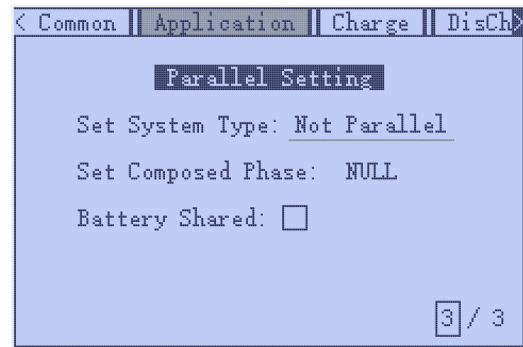 < Common Application Charge DisCh>
Parallel Setting
Set System Type: Not Parallel
Set Composed Phase: NULL
Battery Shared:
3 / 3